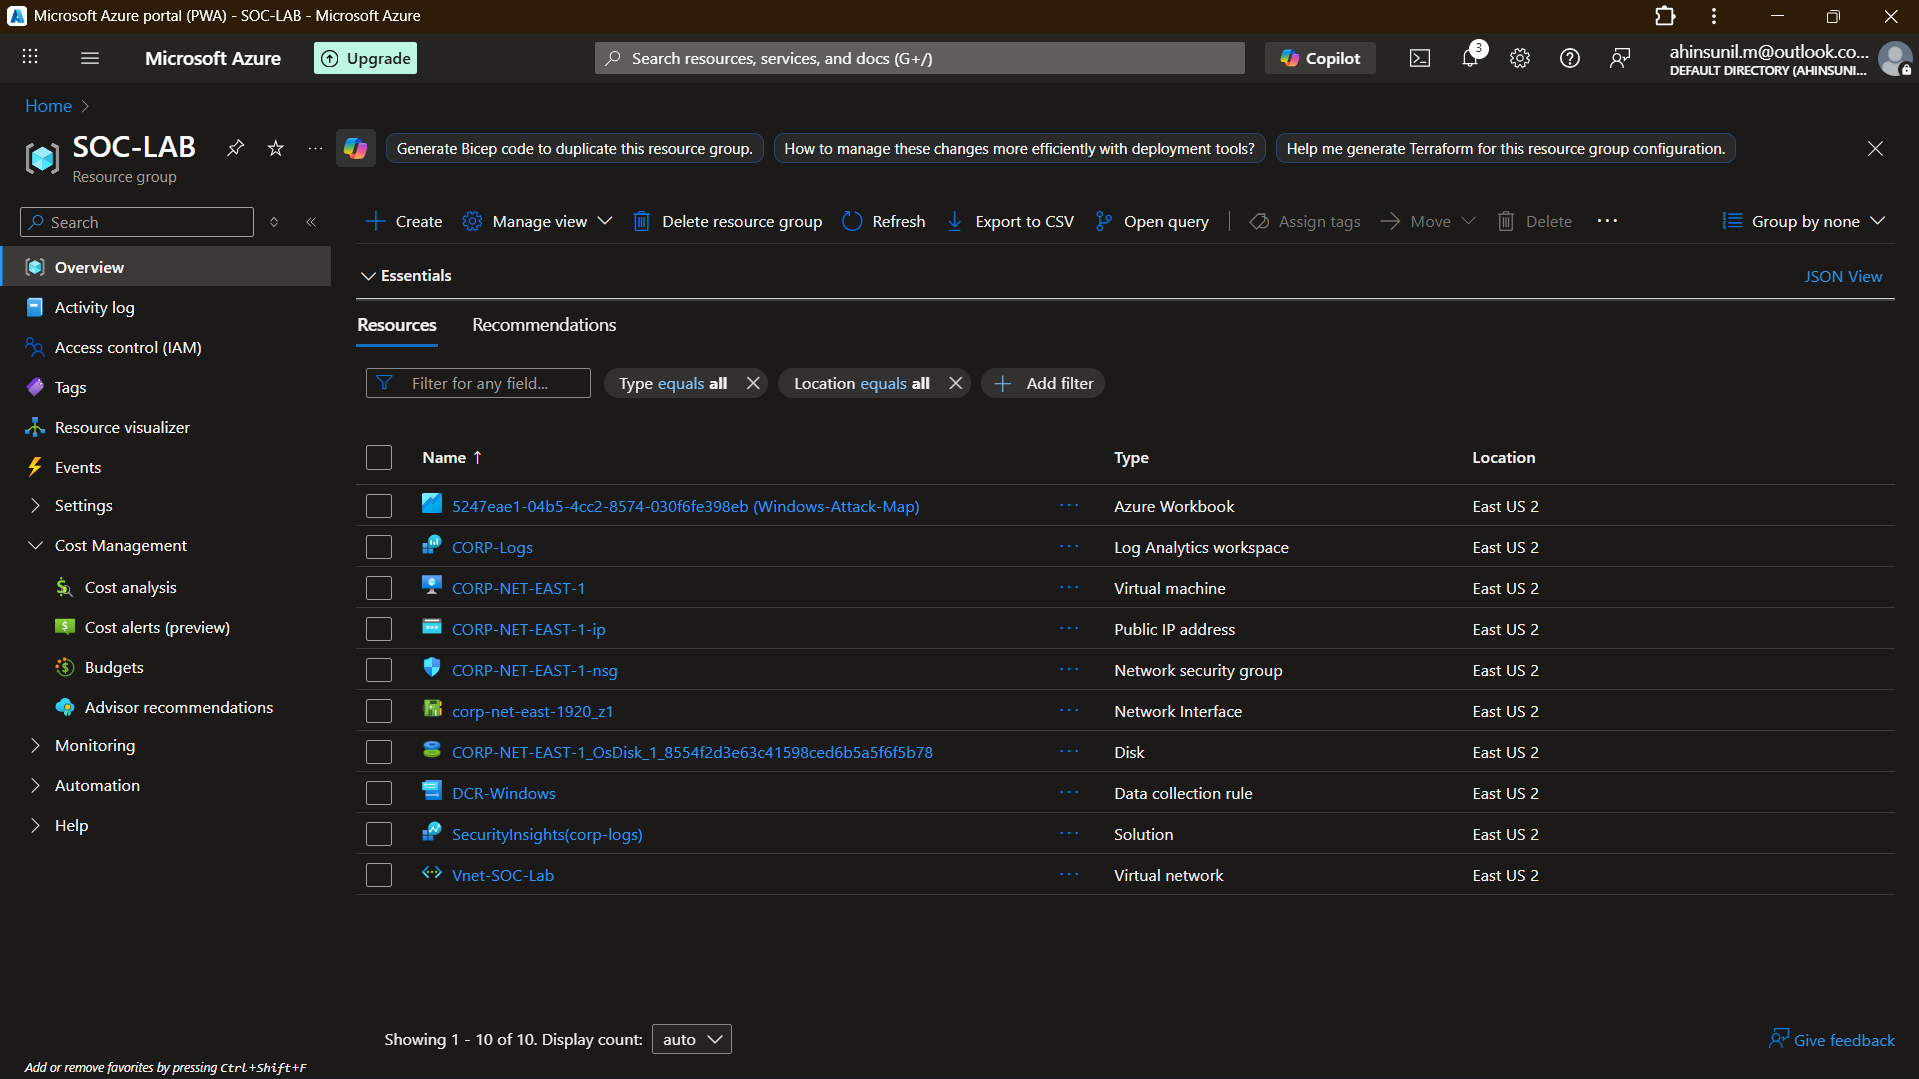 Microsoft Azure portal (PWA) - SOC-LAB - Microsoft Azure
Microsoft Azure
Upgrade
Search resources, services, and docs (G+/)
Copilot
3
ahinsunil.m@outlook.co...
DEFAULT DIRECTORY (AHINSUNI...
Home
SOC-LAB
Resource group
Generate Bicep code to duplicate this resource group.
How to manage these changes more efficiently with deployment tools?
Help me generate Terraform for this resource group configuration.
Search
Overview
Activity log
Access control (IAM)
Tags
Resource visualizer
Events
Settings
Cost Management
Cost analysis
Cost alerts (preview)
Budgets
Advisor recommendations
Monitoring
Automation
Help
Add or remove favorites by pressing Ctrl+Shift+F
Create
Manage view
Delete resource group
Refresh
Export to CSV
Open query
Assign tags
Move
Delete
Group by none
Essentials
JSON View
Resources
Recommendations
Filter for any field...
Type equals all
Location equals all
Add filter
Name ↑ Type Location
5247eae1-04b5-4cc2-8574-030f6fe398eb (Windows-Attack-Map) Azure Workbook East US 2
CORP-Logs Log Analytics workspace East US 2
CORP-NET-EAST-1 Virtual machine East US 2
CORP-NET-EAST-1-ip Public IP address East US 2
CORP-NET-EAST-1-nsg Network security group East US 2
corp-net-east-1920_z1 Network Interface East US 2
CORP-NET-EAST-1_OsDisk_1_8554f2d3e63c41598ced6b5a5f6f5b78 Disk East US 2
DCR-Windows Data collection rule East US 2
SecurityInsights(corp-logs) Solution East US 2
Vnet-SOC-Lab Virtual network East US 2
Showing 1 - 10 of 10. Display count: auto
Give feedback